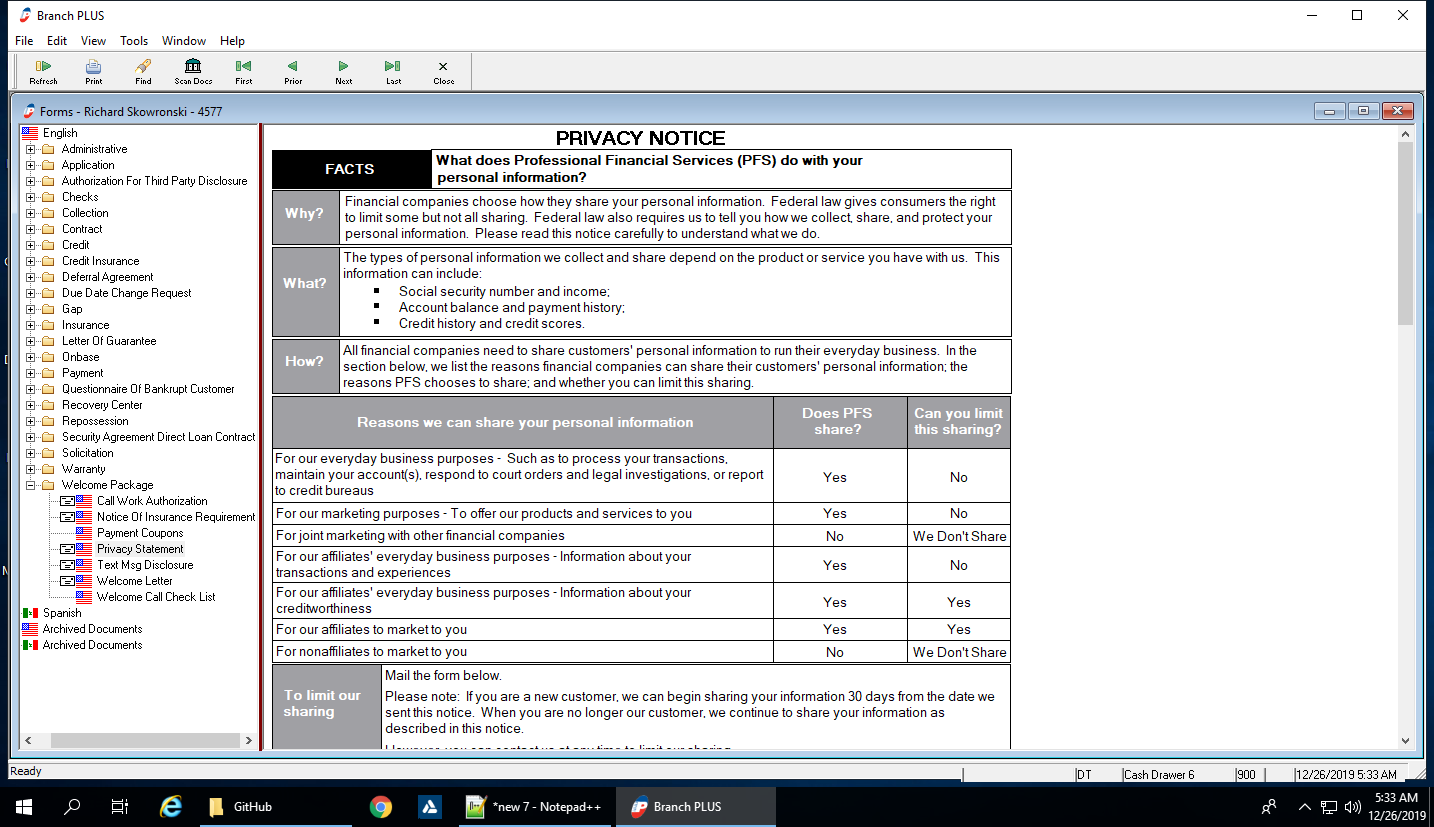 Branch PLUS
File Edit View Tools Window Help
Refresh Print Find Scan Docs First Prior Next Last Close
Forms - Richard Skowronski - 4577
English
Administrative
Application
Authorization For Third Party Disclosure
Checks
Collection
Contract
Credit
Credit Insurance
Deferral Agreement
Due Date Change Request
Gap
Insurance
Letter Of Guarantee
Onbase
Payment
Questionnaire Of Bankrupt Customer
Recovery Center
Repossession
Security Agreement Direct Loan Contract
Solicitation
Warranty
Welcome Package
Call Work Authorization
Notice Of Insurance Requirement
Payment Coupons
Privacy Statement
Text Msg Disclosure
Welcome Letter
Welcome Call Check List
Spanish
Archived Documents
Archived Documents
PRIVACY NOTICE
FACTS
What does Professional Financial Services (PFS) do with your
personal information?
Why?
Financial companies choose how they share your personal information. Federal law gives consumers the right
to limit some but not all sharing. Federal law also requires us to tell you how we collect, share, and protect your
personal information. Please read this notice carefully to understand what we do.
What?
The types of personal information we collect and share depend on the product or service you have with us. This
information can include:
Social security number and income;
Account balance and payment history;
Credit history and credit scores.
How?
All financial companies need to share customers' personal information to run their everyday business. In the
section below, we list the reasons financial companies can share their customers' personal information; the
reasons PFS chooses to share; and whether you can limit this sharing.
Reasons we can share your personal information
Does PFS
share?
Can you limit
this sharing?
For our everyday business purposes - Such as to process your transactions,
maintain your account(s), respond to court orders and legal investigations, or report
to credit bureaus
Yes No
For our marketing purposes - To offer our products and services to you Yes No
For joint marketing with other financial companies No We Don't Share
For our affiliates' everyday business purposes - Information about your
transactions and experiences
Yes No
For our affiliates' everyday business purposes - Information about your
creditworthiness
Yes Yes
For our affiliates to market to you Yes Yes
For nonaffiliates to market to you No We Don't Share
To limit our
sharing
Mail the form below.
Please note: If you are a new customer, we can begin sharing your information 30 days from the date we
sent this notice. When you are no longer our customer, we continue to share your information as
described in this notice.
However, you can contact us at any time to limit our sharing
Ready
DT Cash Drawer 6 900 12/26/2019 5:33 AM
GitHub *new 7 - Notepad++ Branch PLUS
5:33 AM
12/26/2019